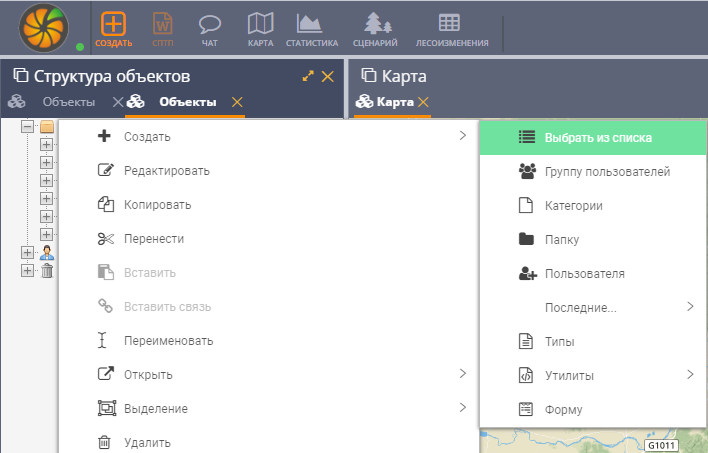 СОЗДАТЬ СПТП ЧАТ КАРТА СТАТИСТИКА СЦЕНАРИЙ ЛЕСОИЗМЕНЕНИЯ
Структура объектов
Карта
Объекты Объекты
Карта
Создать
Редактировать
Копировать
Перенести
Вставить
Вставить связь
Переименовать
Открыть
Выделение
Удалить
Выбрать из списка
Группу пользователей
Категории
Папку
Пользователя
Последние...
Типы
Утилиты
Форму
G1011